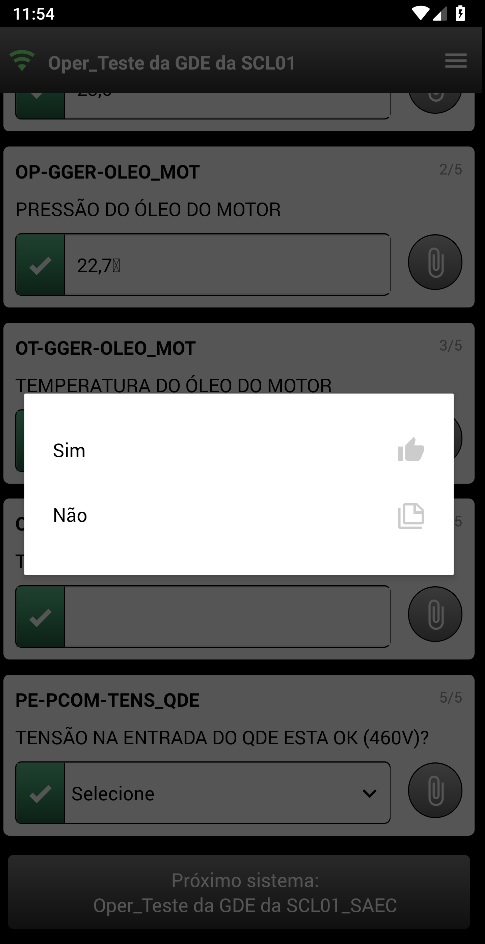 11:54
Oper_Teste da GDE da SCL01
OP-GGER-OLEO_MOT
2/5
PRESSÃO DO ÓLEO DO MOTOR
22,7
OT-GGER-OLEO_MOT
3/5
TEMPERATURA DO ÓLEO DO MOTOR
Sim
Não
PE-PCOM-TENS_QDE
5/5
TENSÃO NA ENTRADA DO QDE ESTA OK (460V)?
Selecione
Próximo sistema:
Oper_Teste da GDE da SCL01_SAEC